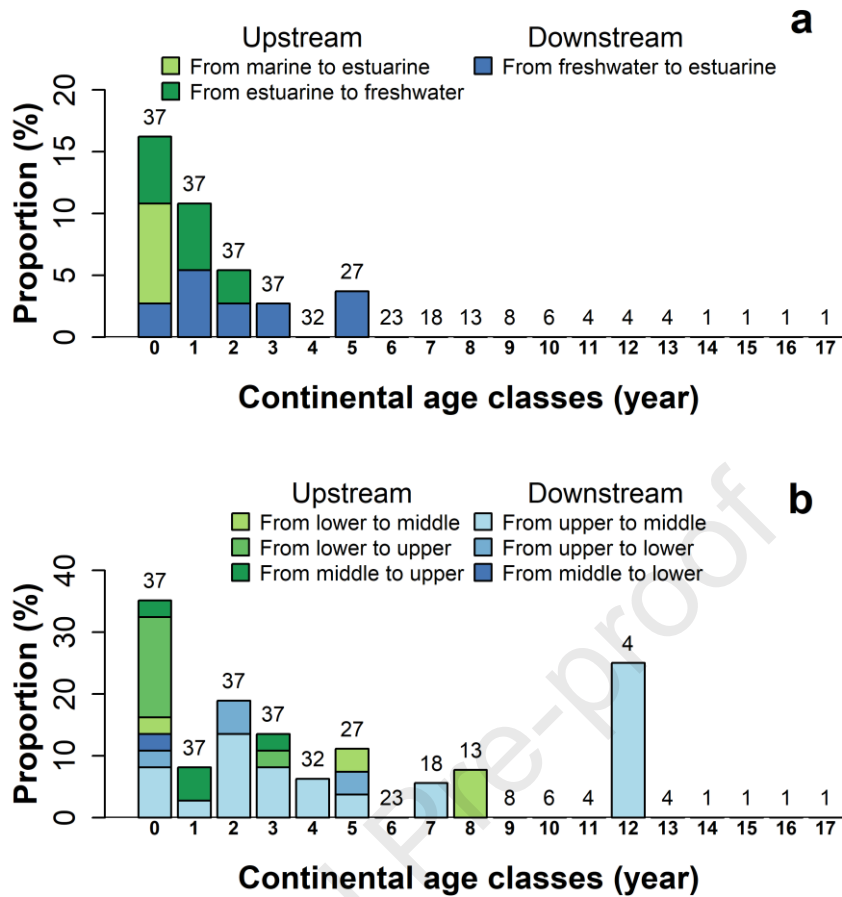 a
Upstream Downstream
From marine to estuarine From freshwater to estuarine
From estuarine to freshwater
Proportion (%)
20
15
10
5
0
37 37 37 37 32 27 23 18 13 8 6 4 4 4 1 1 1 1
0 1 2 3 4 5 6 7 8 9 10 11 12 13 14 15 16 17
Continental age classes (year)
b
Upstream Downstream
From lower to middle From upper to middle
From lower to upper From upper to lower
From middle to upper From middle to lower
Proportion (%)
40
30
20
10
0
37 37 37 37 32 27 23 18 13 8 6 4 4 4 1 1 1 1
0 1 2 3 4 5 6 7 8 9 10 11 12 13 14 15 16 17
Continental age classes (year)
Pre-proof